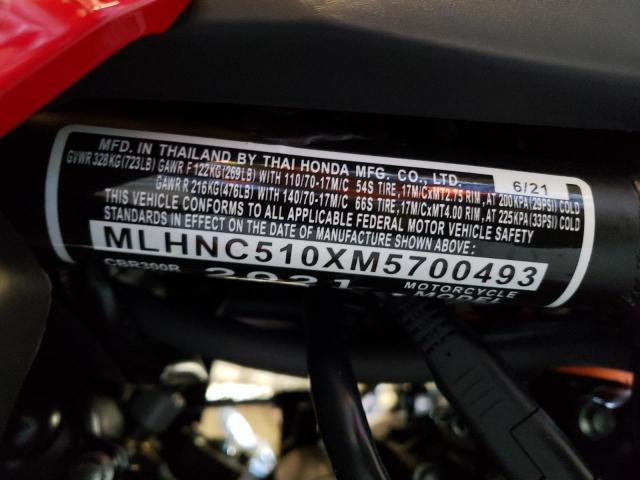 MFD. IN THAILAND BY THAI HONDA MFG. CO., LTD. 6/21
GVWR 328KG(723LB) GAWR F 122KG(269LB) WITH 110/70-17M/C 54S TIRE, 17M/CxMT2.75 RIM, AT 200KPA(29PSI) COLD
GAWR R 216KG(476LB) WITH 140/70-17M/C 66S TIRE, 17M/CxMT4.00 RIM, AT 225KPA(33PSI) COLD
THIS VEHICLE CONFORMS TO ALL APPLICABLE FEDERAL MOTOR VEHICLE SAFETY
STANDARDS IN EFFECT ON THE DATE OF MANUFACTURE SHOWN ABOVE:
MLHNC510XM5700493
CBR300R 2021 MOTORCYCLE
MODEL